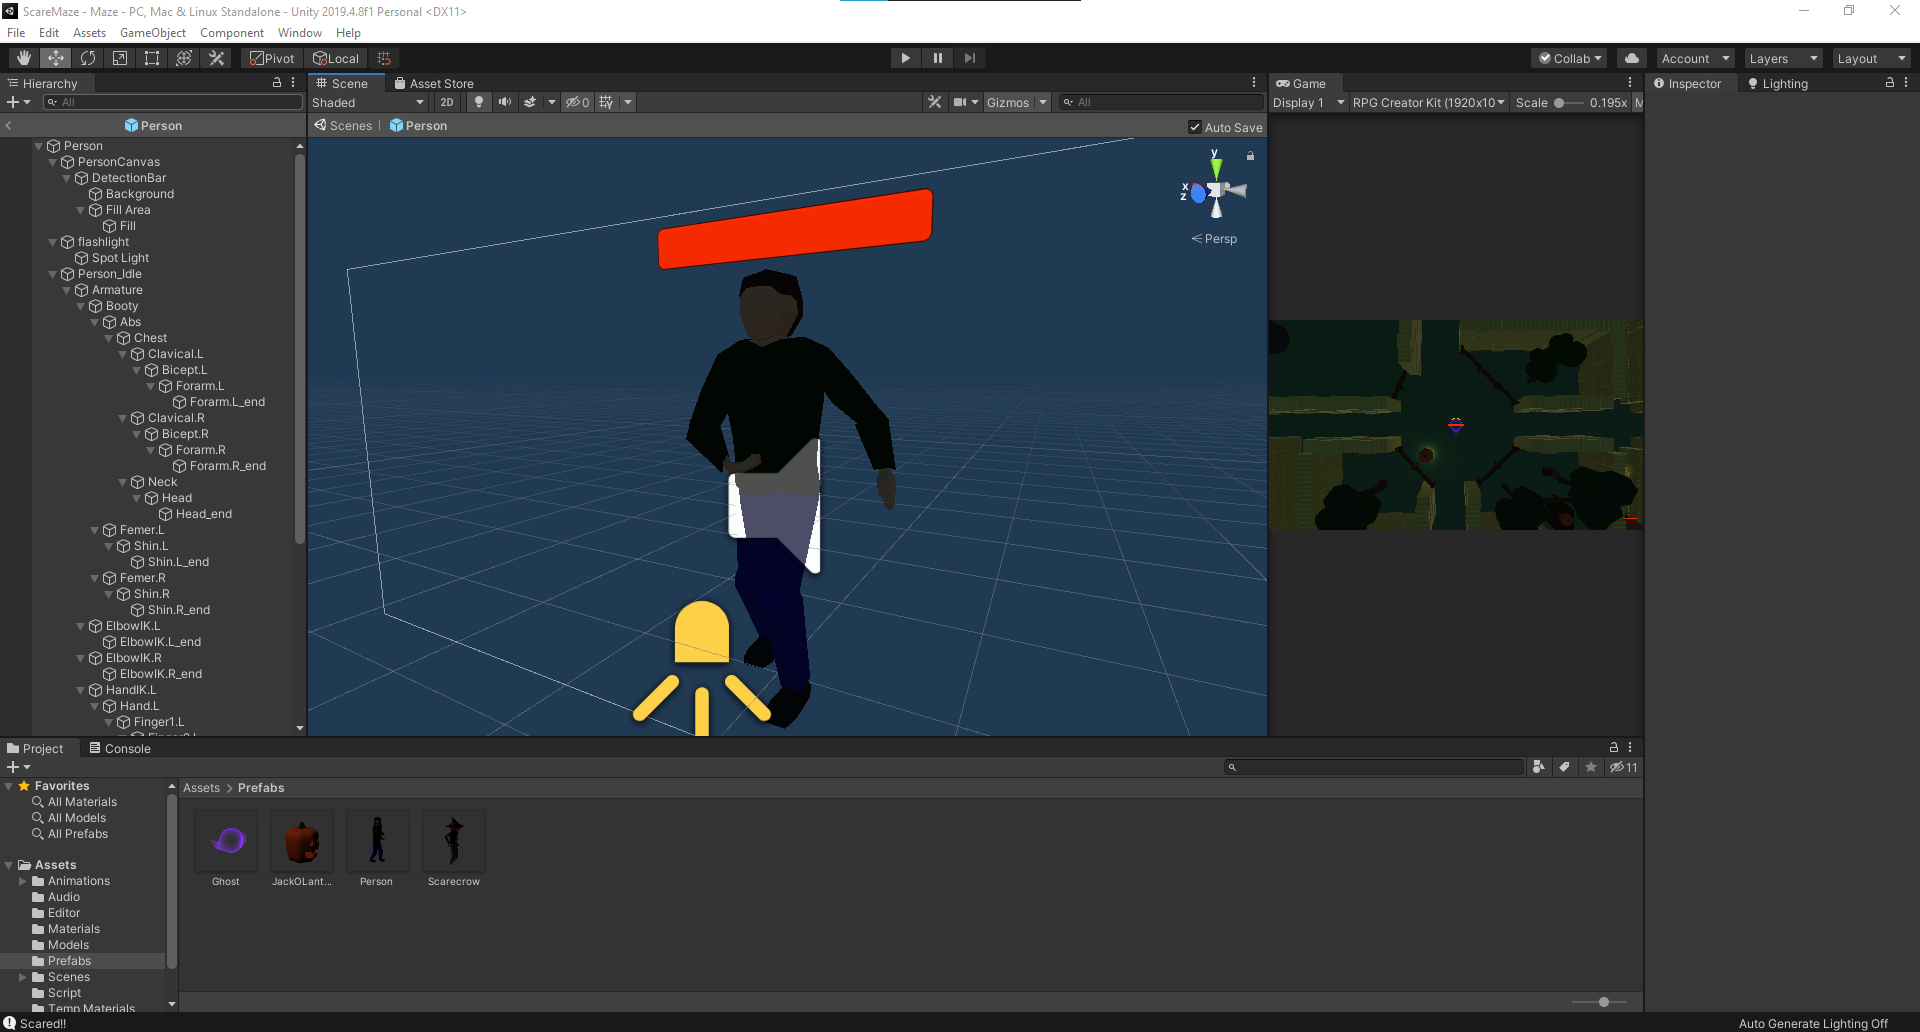 ScareMaze - Maze - PC, Mac & Linux Standalone - Unity 2019.4.8f1 Personal <DX11>
File Edit Assets GameObject Component Window Help
Pivot Local Collab Account Layers Layout
Hierarchy
All
Person
Person
PersonCanvas
DetectionBar
Background
Fill Area
Fill
flashlight
Spot Light
Person_Idle
Armature
Booty
Abs
Chest
Clavical.L
Bicept.L
Forarm.L
Forarm.L_end
Clavical.R
Bicept.R
Forarm.R
Forarm.R_end
Neck
Head
Head_end
Femer.L
Shin.L
Shin.L_end
Femer.R
Shin.R
Shin.R_end
ElbowIK.L
ElbowIK.L_end
ElbowIK.R
ElbowIK.R_end
HandIK.L
Hand.L
Finger1.L
Scene Asset Store
Shaded 2D 0 Gizmos All
Scenes | Person Auto Save
y
x
z
Persp
Game
Display 1 RPG Creator Kit (1920x10 Scale 0.195x M
Inspector Lighting
Project Console
11
Favorites
All Materials
All Models
All Prefabs
Assets
Animations
Audio
Editor
Materials
Models
Prefabs
Scenes
Script
Temp Materials
Assets > Prefabs
Ghost JackOLant... Person Scarecrow
Scared!! Auto Generate Lighting Off